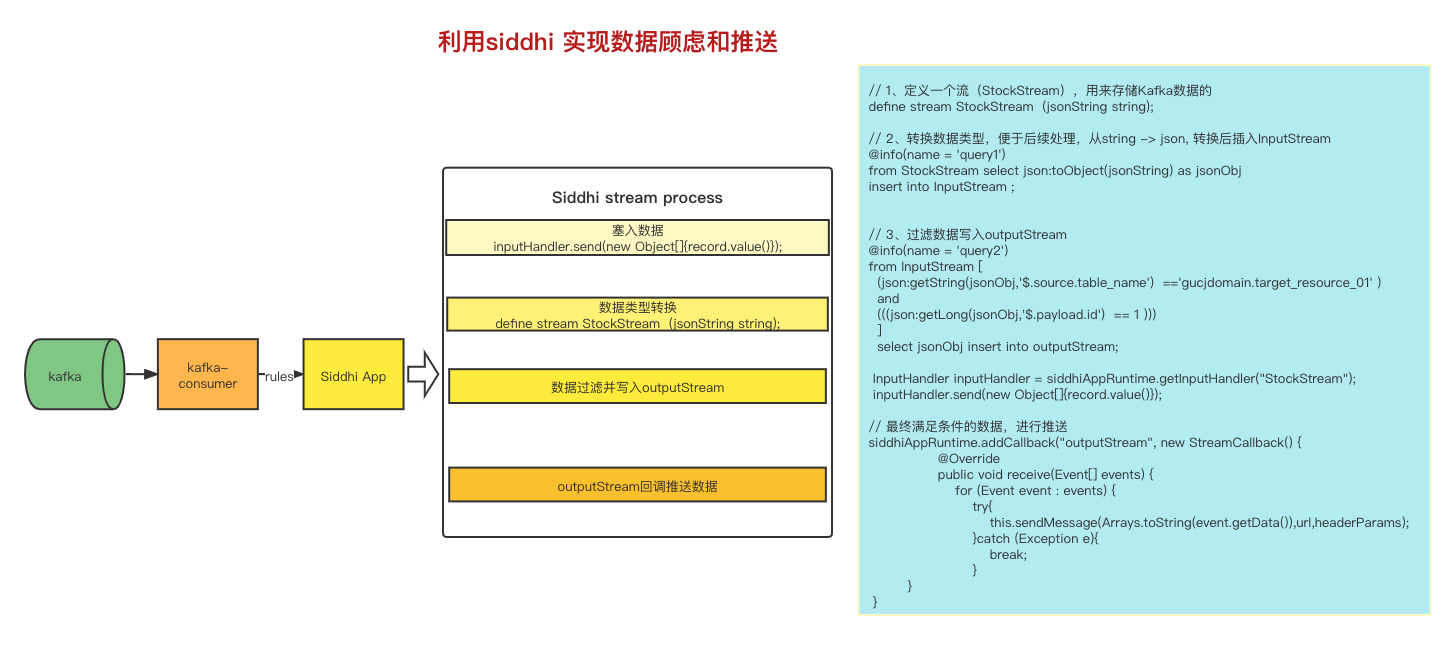 利用siddhi 实现数据顾虑和推送
kafka
kafka-
consumer
rules
Siddhi App
Siddhi stream process
塞入数据
inputHandler.send(new Object[]{record.value()});
数据类型转换
define stream StockStream（jsonString string);
数据过滤并写入outputStream
outputStream回调推送数据
// 1、定义一个流（StockStream），用来存储Kafka数据的
define stream StockStream（jsonString string);
// 2、转换数据类型，便于后续处理，从string -> json, 转换后插入InputStream
@info(name = 'query1')
from StockStream select json:toObject(jsonString) as jsonObj
insert into InputStream ;
// 3、过滤数据写入outputStream
@info(name = 'query2')
from InputStream [
(json:getString(jsonObj,'$.source.table_name') =='gucjdomain.target_resource_01' )
and
(((json:getLong(jsonObj,'$.payload.id') == 1 )))
]
select jsonObj insert into outputStream;
InputHandler inputHandler = siddhiAppRuntime.getInputHandler("StockStream");
inputHandler.send(new Object[]{record.value()});
// 最终满足条件的数据，进行推送
siddhiAppRuntime.addCallback("outputStream", new StreamCallback() {
@Override
public void receive(Event[] events) {
for (Event event : events) {
try{
this.sendMessage(Arrays.toString(event.getData()),url,headerParams);
}catch (Exception e){
break;
}
}
}